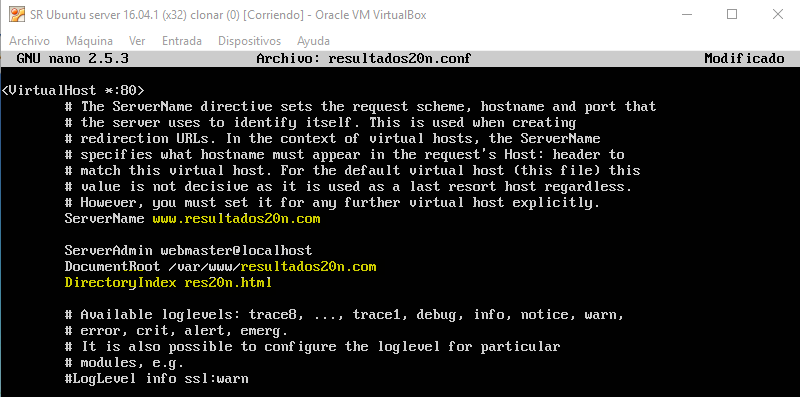 SR Ubuntu server 16.04.1 (x32) clonar (0) [Corriendo] - Oracle VM VirtualBox
Archivo Máquina Ver Entrada Dispositivos Ayuda
GNU nano 2.5.3 Archivo: resultados20n.conf Modificado
<VirtualHost *:80>
# The ServerName directive sets the request scheme, hostname and port that
# the server uses to identify itself. This is used when creating
# redirection URLs. In the context of virtual hosts, the ServerName
# specifies what hostname must appear in the request's Host: header to
# match this virtual host. For the default virtual host (this file) this
# value is not decisive as it is used as a last resort host regardless.
# However, you must set it for any further virtual host explicitly.
ServerName www.resultados20n.com
ServerAdmin webmaster@localhost
DocumentRoot /var/www/resultados20n.com
DirectoryIndex res20n.html
# Available loglevels: trace8, ..., trace1, debug, info, notice, warn,
# error, crit, alert, emerg.
# It is also possible to configure the loglevel for particular
# modules, e.g.
#LogLevel info ssl:warn